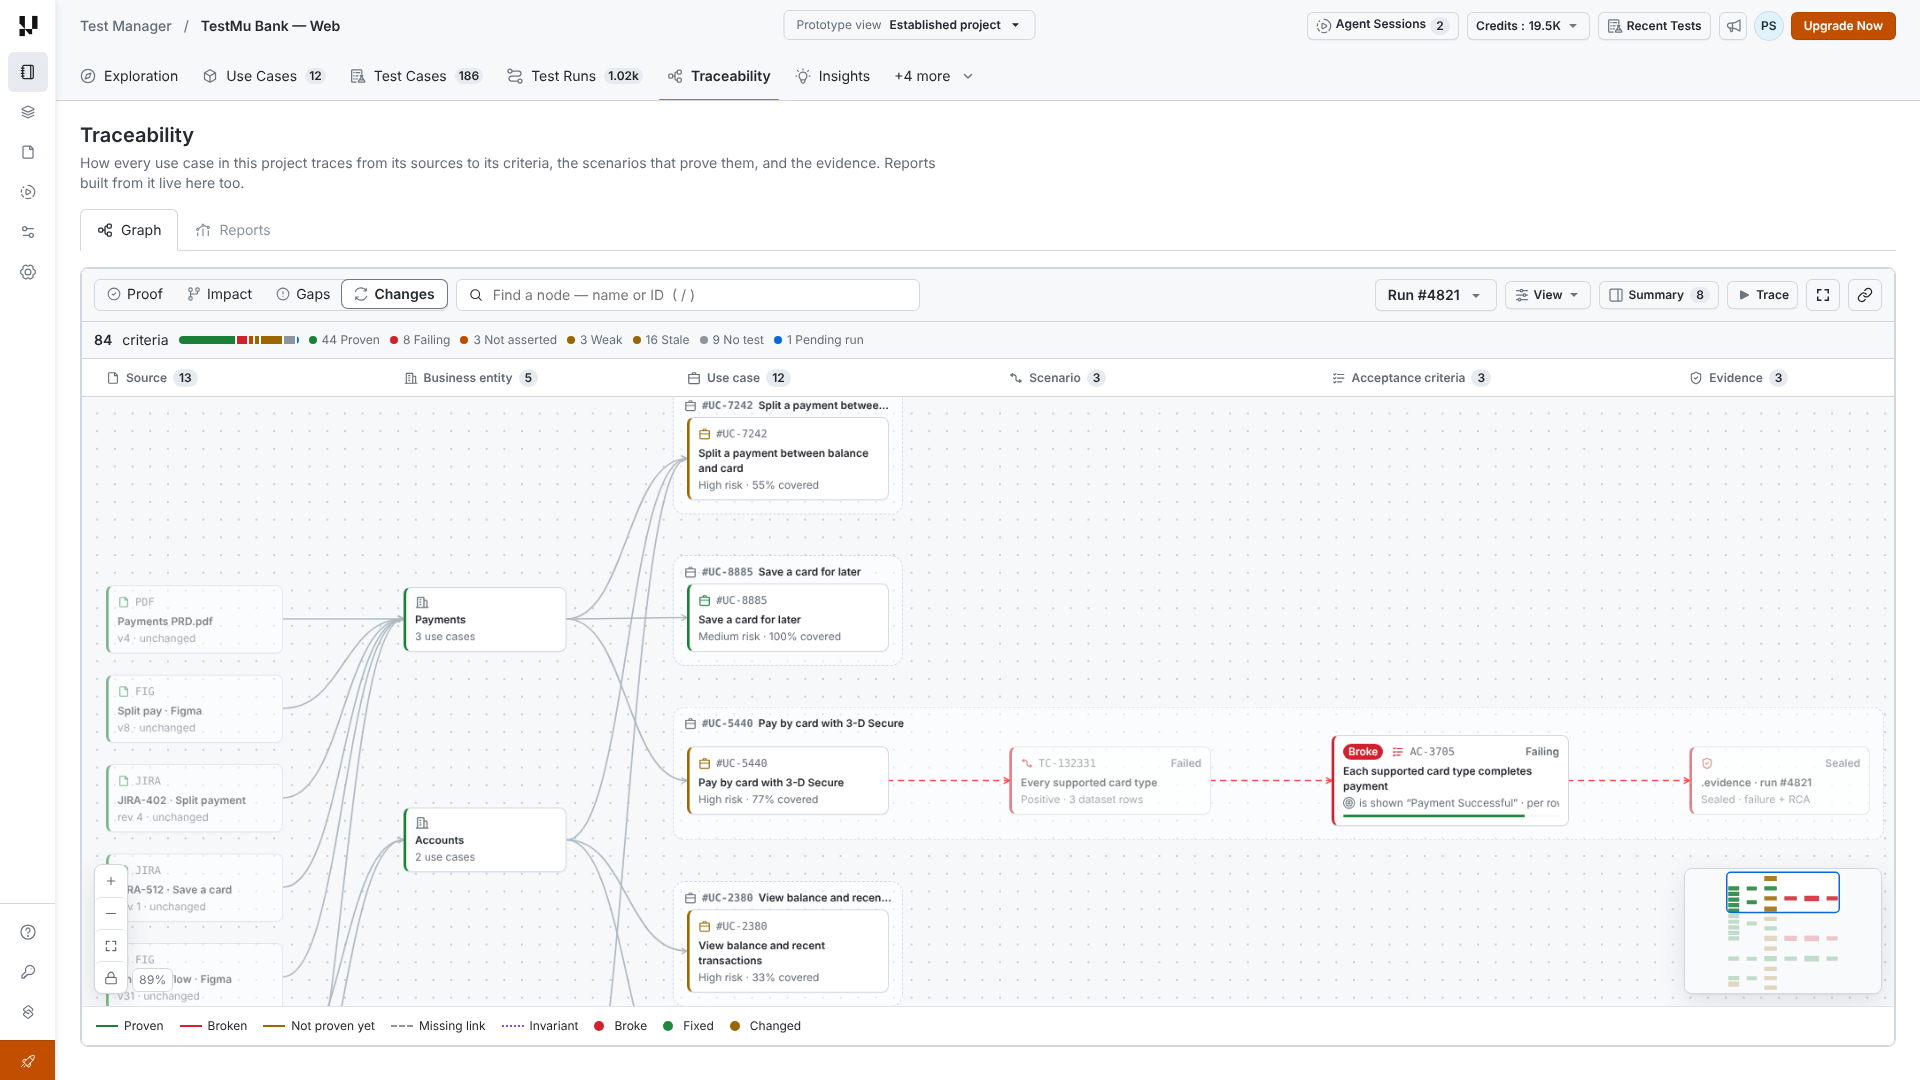 Test Manager / TestMu Bank — Web
Prototype view Established project
Agent Sessions 2
Credits : 19.5K
Recent Tests
PS
Upgrade Now
Exploration
Use Cases 12
Test Cases 186
Test Runs 1.02k
Traceability
Insights
+4 more
Traceability
How every use case in this project traces from its sources to its criteria, the scenarios that prove them, and the evidence. Reports
built from it live here too.
Graph
Reports
Proof
Impact
Gaps
Changes
Find a node — name or ID ( / )
Run #4821
View
Summary 8
Trace
84 criteria
44 Proven
8 Failing
3 Not asserted
3 Weak
16 Stale
9 No test
1 Pending run
Source 13
Business entity 5
Use case 12
Scenario 3
Acceptance criteria 3
Evidence 3
#UC-7242 Split a payment betwee...
#UC-7242
Split a payment between balance
and card
High risk · 55% covered
#UC-8885 Save a card for later
#UC-8885
Save a card for later
Medium risk · 100% covered
PDF
Payments PRD.pdf
v4 · unchanged
Payments
3 use cases
FIG
Split pay · Figma
v8 · unchanged
#UC-5440 Pay by card with 3-D Secure
#UC-5440
Pay by card with 3-D Secure
High risk · 77% covered
TC-132331 Failed
Every supported card type
Positive · 3 dataset rows
Broke AC-3705 Failing
Each supported card type completes
payment
is shown “Payment Successful” · per row
Sealed
.evidence · run #4821
Sealed · failure + RCA
JIRA
JIRA-402 · Split payment
rev 4 · unchanged
Accounts
2 use cases
JIRA
RA-512 · Save a card
v 1 · unchanged
#UC-2380 View balance and recen...
#UC-2380
View balance and recent
transactions
High risk · 33% covered
FIG
flow · Figma
v31 · unchanged
89%
Proven
Broken
Not proven yet
Missing link
Invariant
Broke
Fixed
Changed